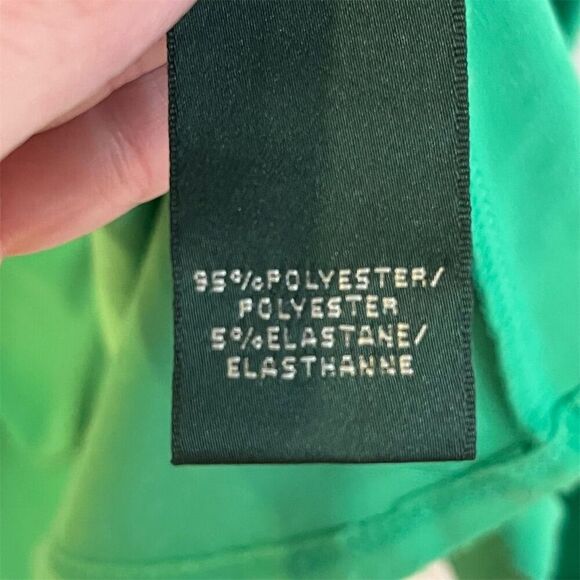 95%POLYESTER/
POLYESTER
5%ELASTANE/
ELASTHANNE